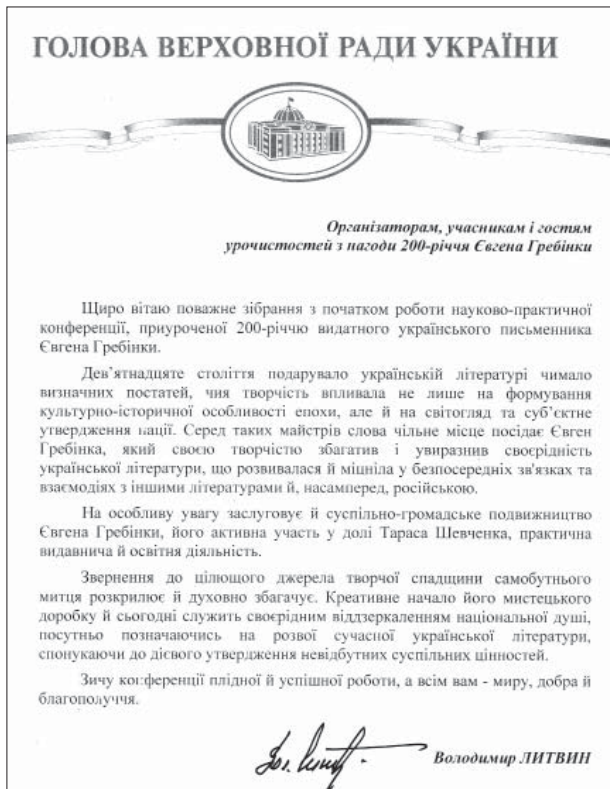 ГОЛОВА ВЕРХОВНОЇ РАДИ УКРАЇНИ
Організаторам, учасникам і гостям
урочистостей з нагоди 200-річчя Євгена Гребінки
Щиро вітаю поважне зібрання з початком роботи науково-практичної
конференції, приуроченої 200-річчю видатного українського письменника
Євгена Гребінки.
Дев'ятнадцяте століття подарувало українській літературі чимало
визначних постатей, чия творчість впливала не лише на формування
культурно-історичної особливості епохи, але й на світогляд та суб'єктне
утвердження нації. Серед таких майстрів слова чільне місце посідає Євген
Гребінка, який своєю творчістю збагатив і увиразнив своєрідність
української літератури, що розвивалася й міцніла у безпосередніх зв'язках та
взаємодіях з іншими літературами й, насамперед, російською.
На особливу увагу заслуговує й суспільно-громадське подвижництво
Євгена Гребінки, його активна участь у долі Тараса Шевченка, практична
видавнича й освітня діяльність.
Звернення до цілющого джерела творчої спадщини самобутнього
митця розкрилює й духовно збагачує. Креативне начало його мистецького
доробку й сьогодні служить своєрідним віддзеркаленням національної душі,
посутньо позначаючись на розвої сучасної української літератури,
спонукаючи до дієвого утвердження невідбутних суспільних цінностей.
Зичу конференції плідної й успішної роботи, а всім вам - миру, добра й
благополуччя.
Володимир ЛИТВИН